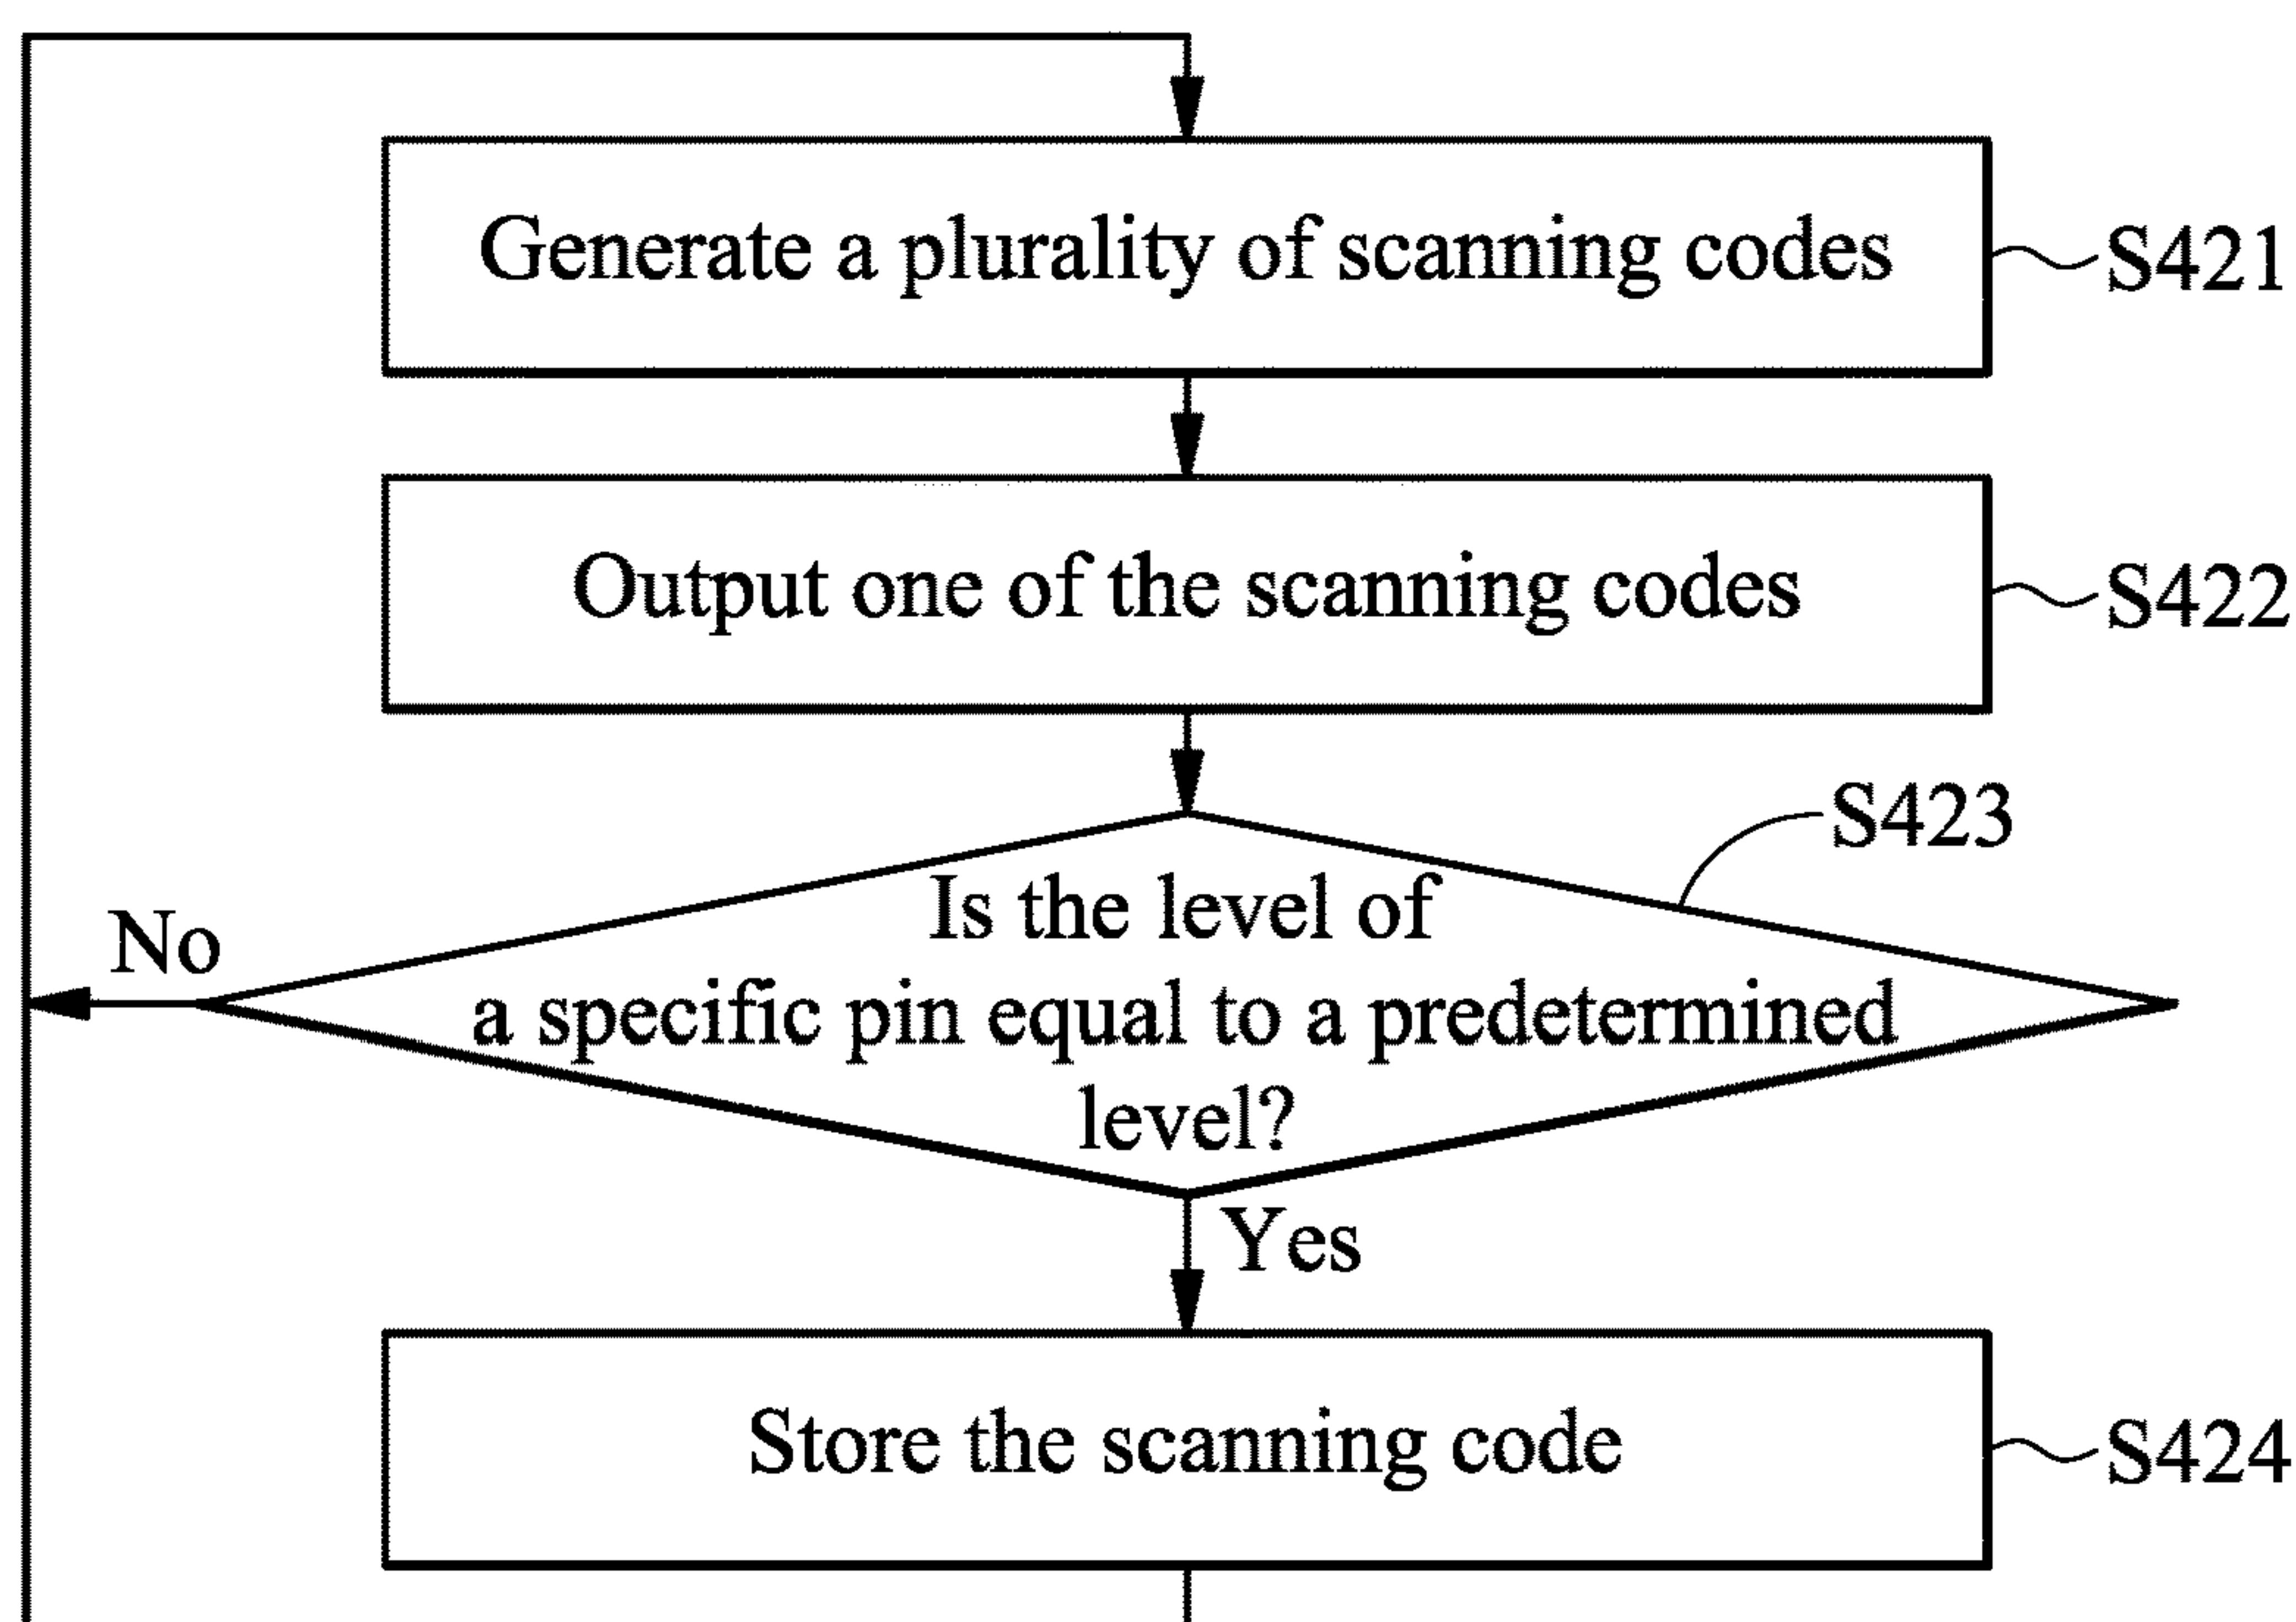 Generate a plurality of scanning codes
S421
Output one of the scanning codes
S422
S423
Is the level of
a specific pin equal to a predetermined
level?
No
Yes
Store the scanning code
S424